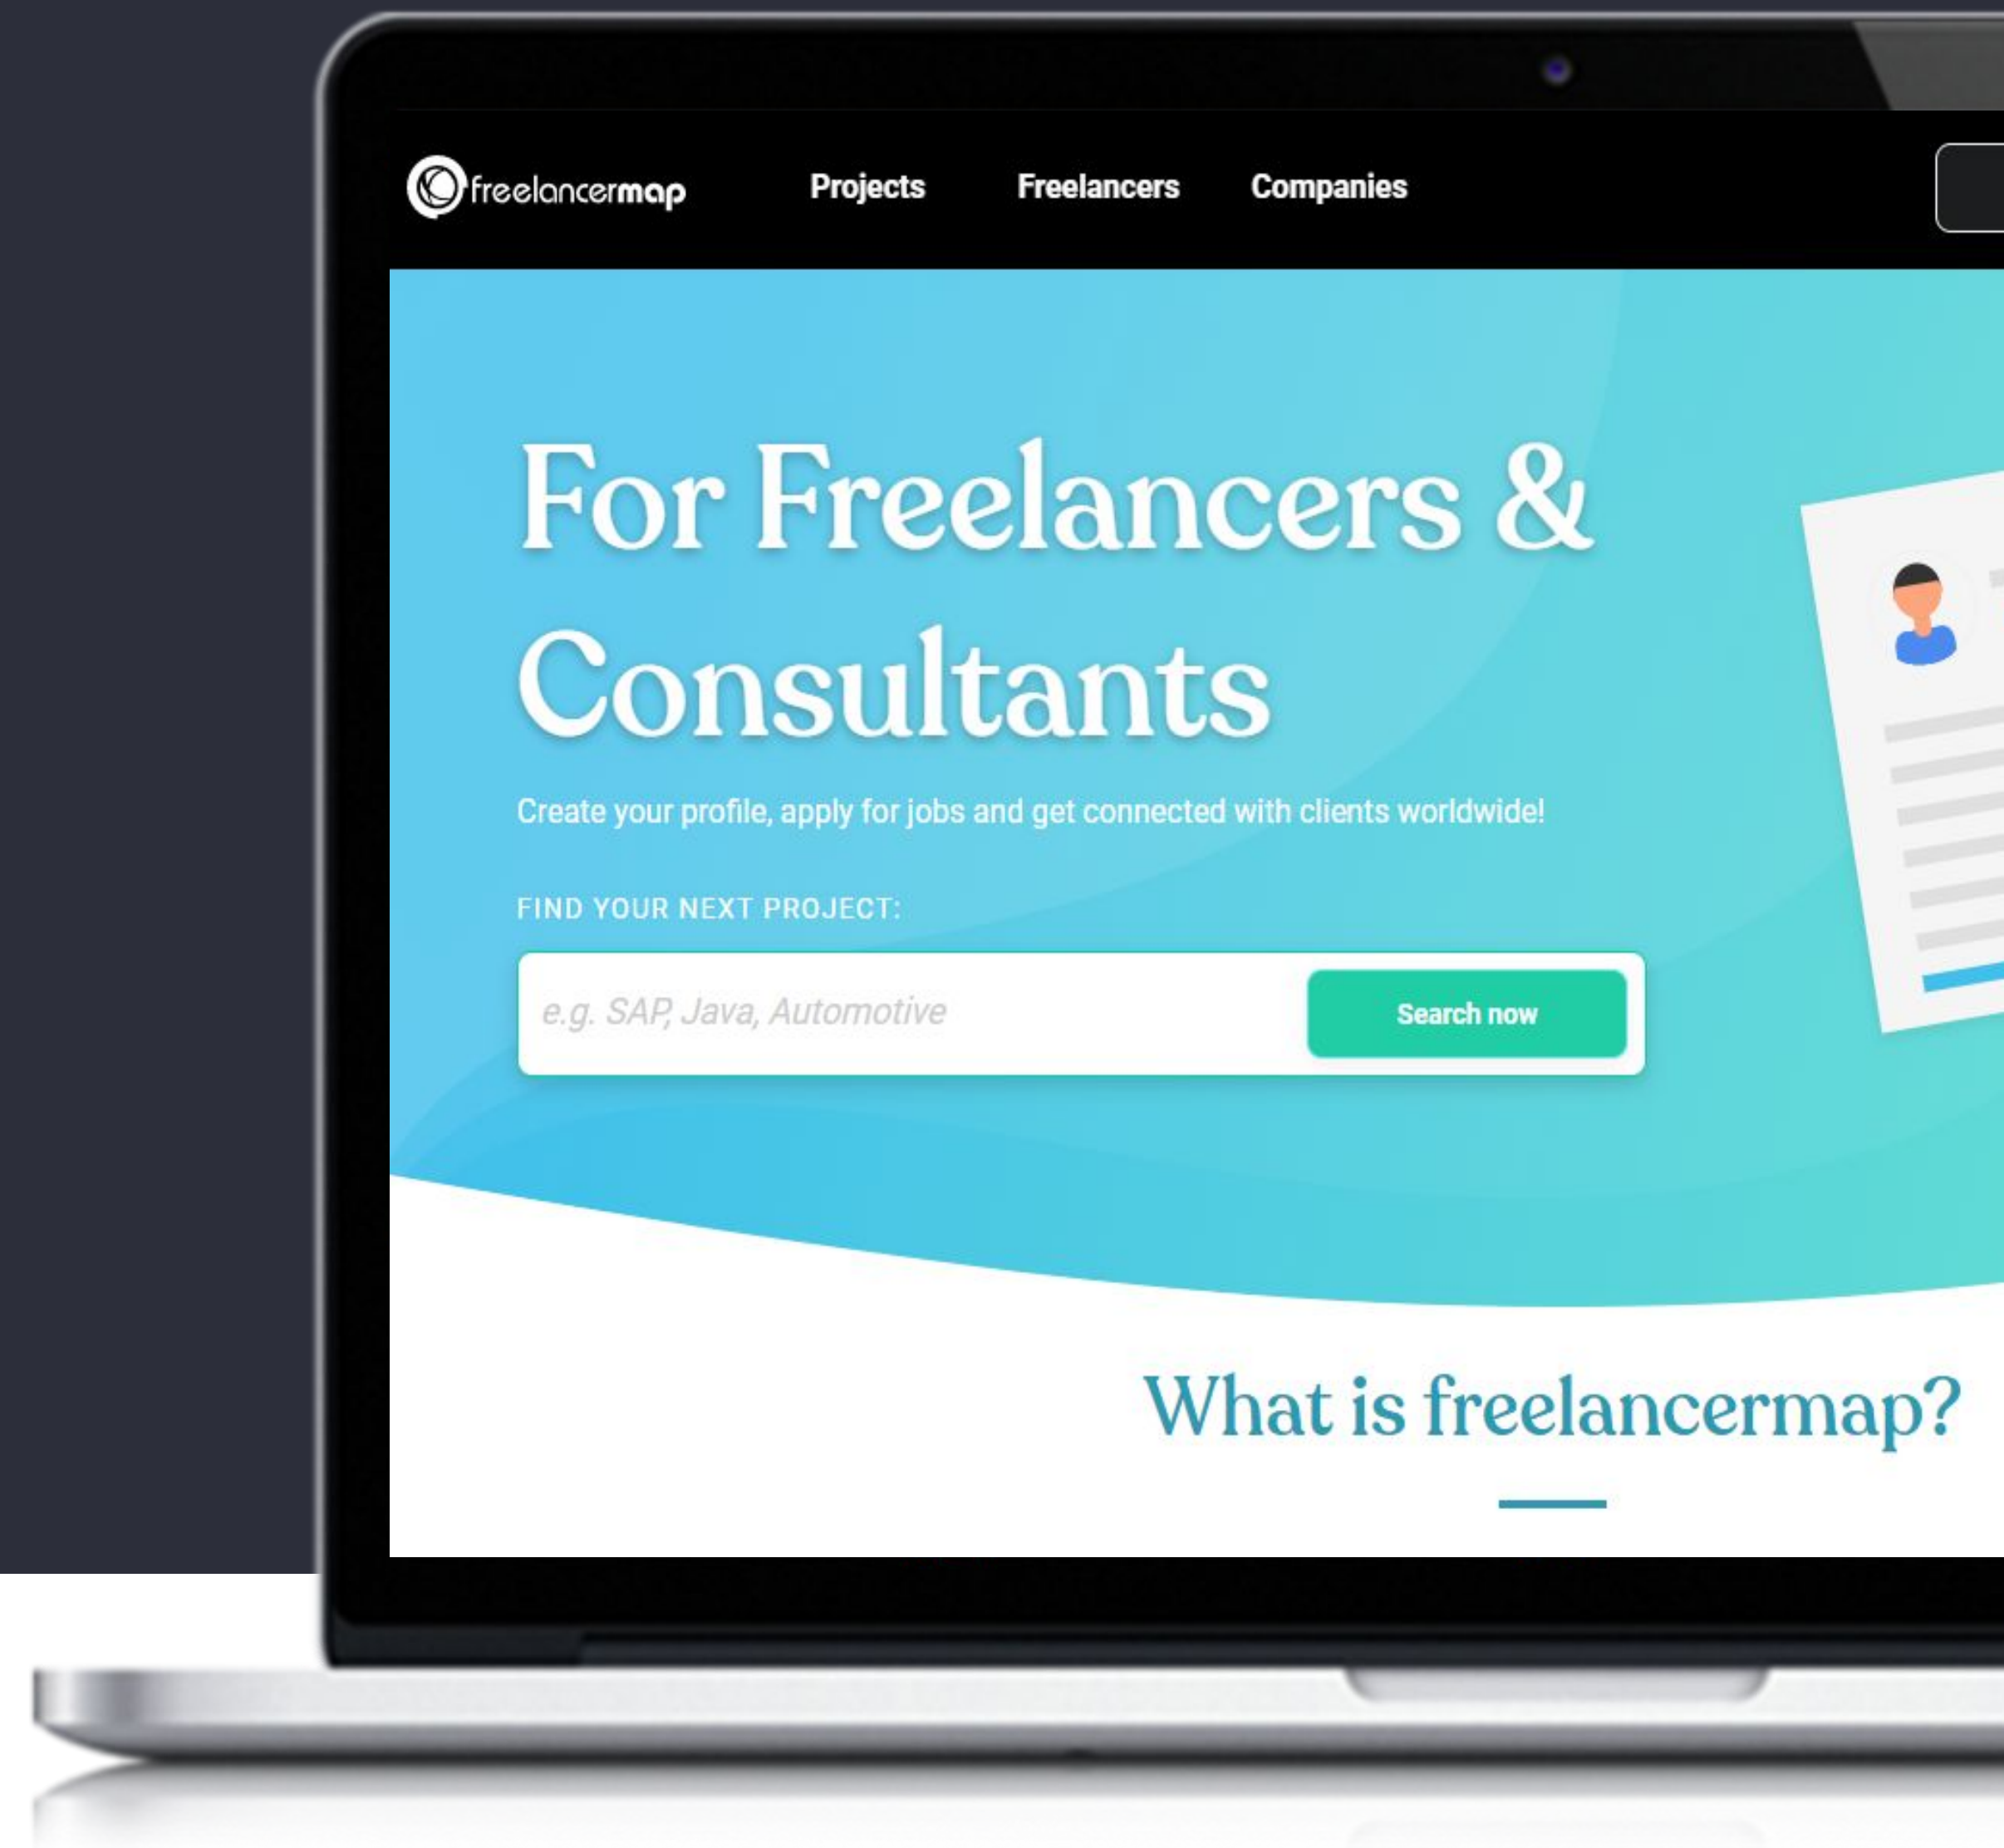 freelancermap
Projects
Freelancers
Companies
For Freelancers &
Consultants
Create your profile, apply for jobs and get connected with clients worldwide!
FIND YOUR NEXT PROJECT:
e.g. SAP, Java, Automotive
Search now
What is freelancermap?